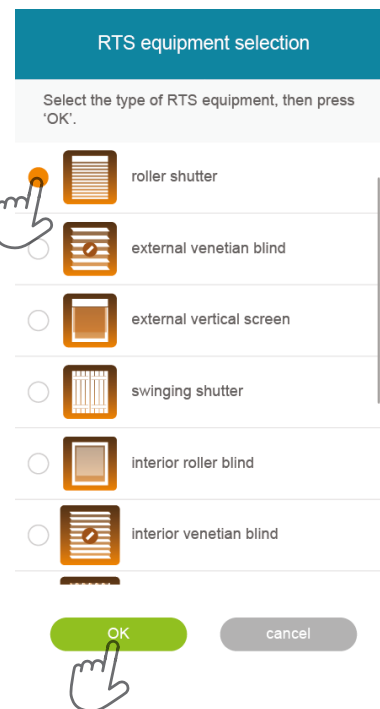 RTS equipment selection
Select the type of RTS equipment, then press
‘OK’.
roller shutter
external venetian blind
external vertical screen
swinging shutter
interior roller blind
interior venetian blind
OK
cancel